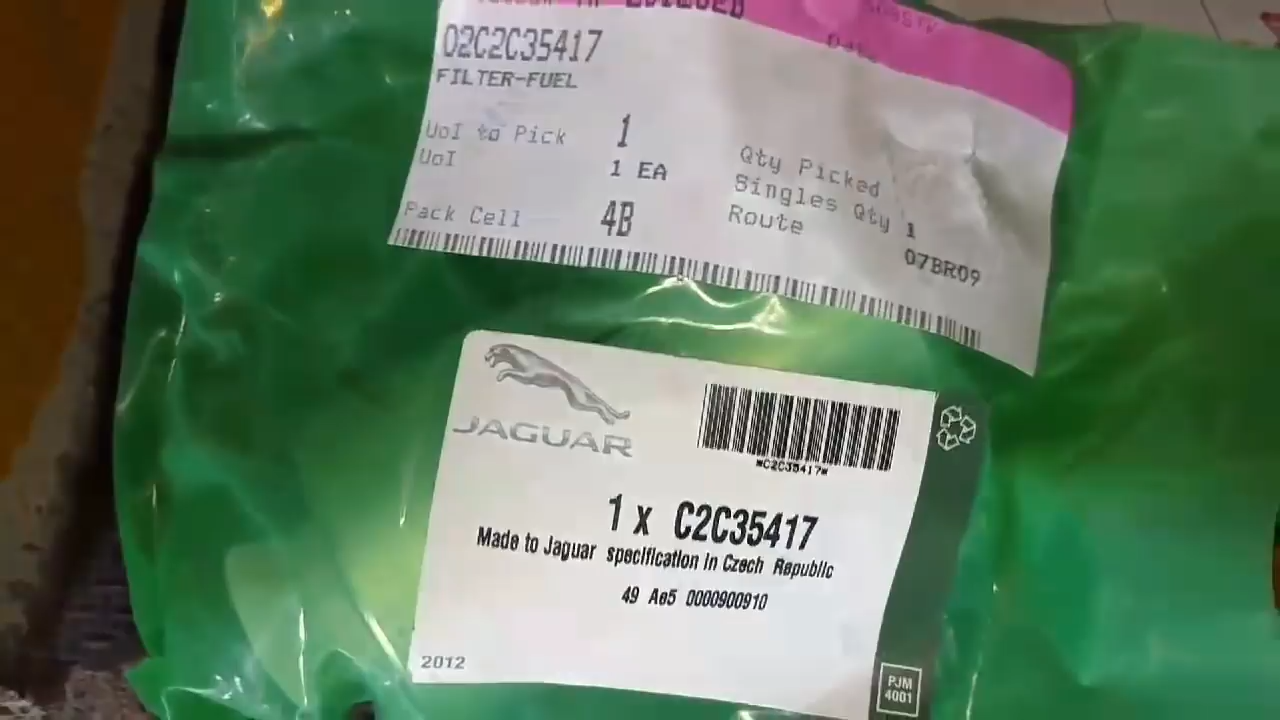 02C2C35417
FILTER-FUEL
UoI to Pick 1
UoI 1 EA
Pack Cell 4B
Qty Picked
Singles Qty 1
Route 07BR09
JAGUAR
*C2C35417*
1 x C2C35417
Made to Jaguar specification in Czech Republic
49 Ae5 0000900910
2012
PJM
4001